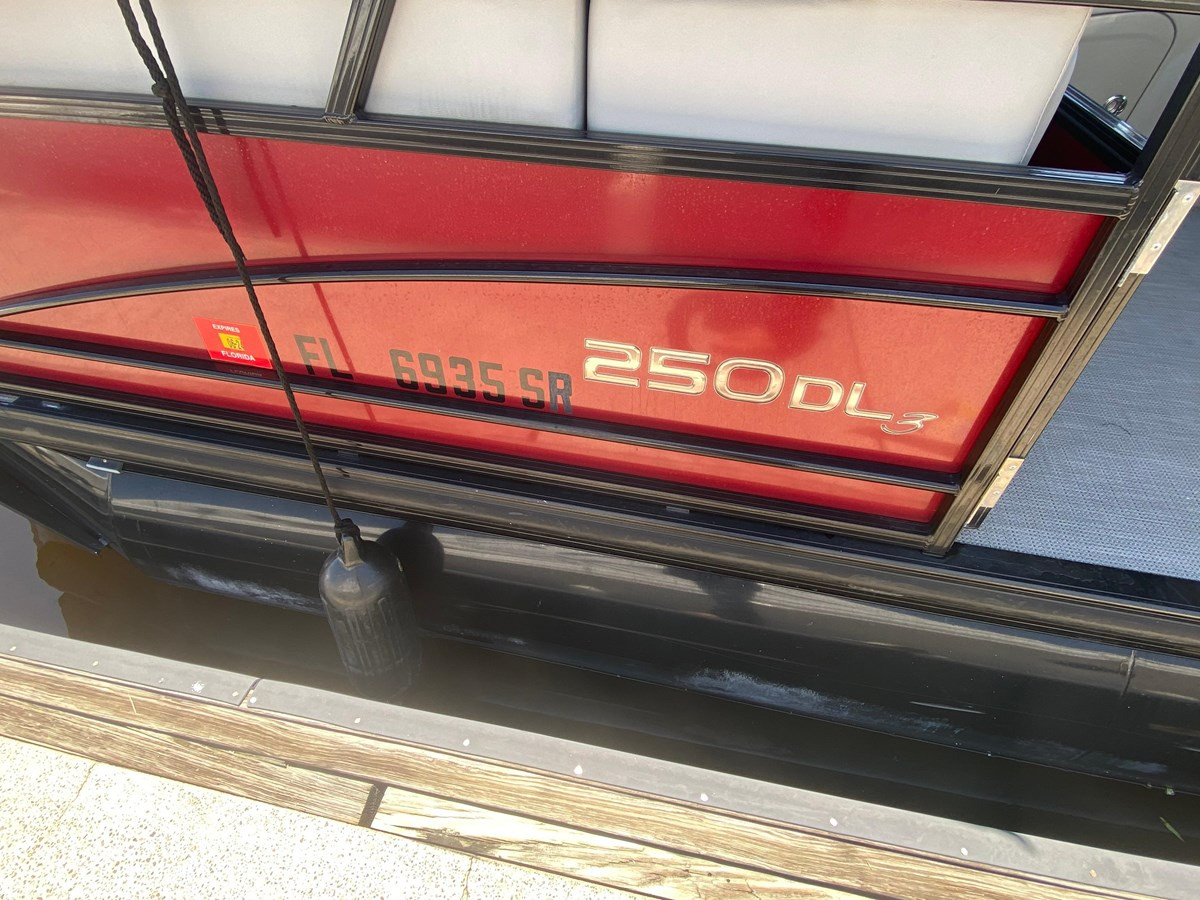 EXPIRES
FLORIDA
FL 6935 SR
250DL3